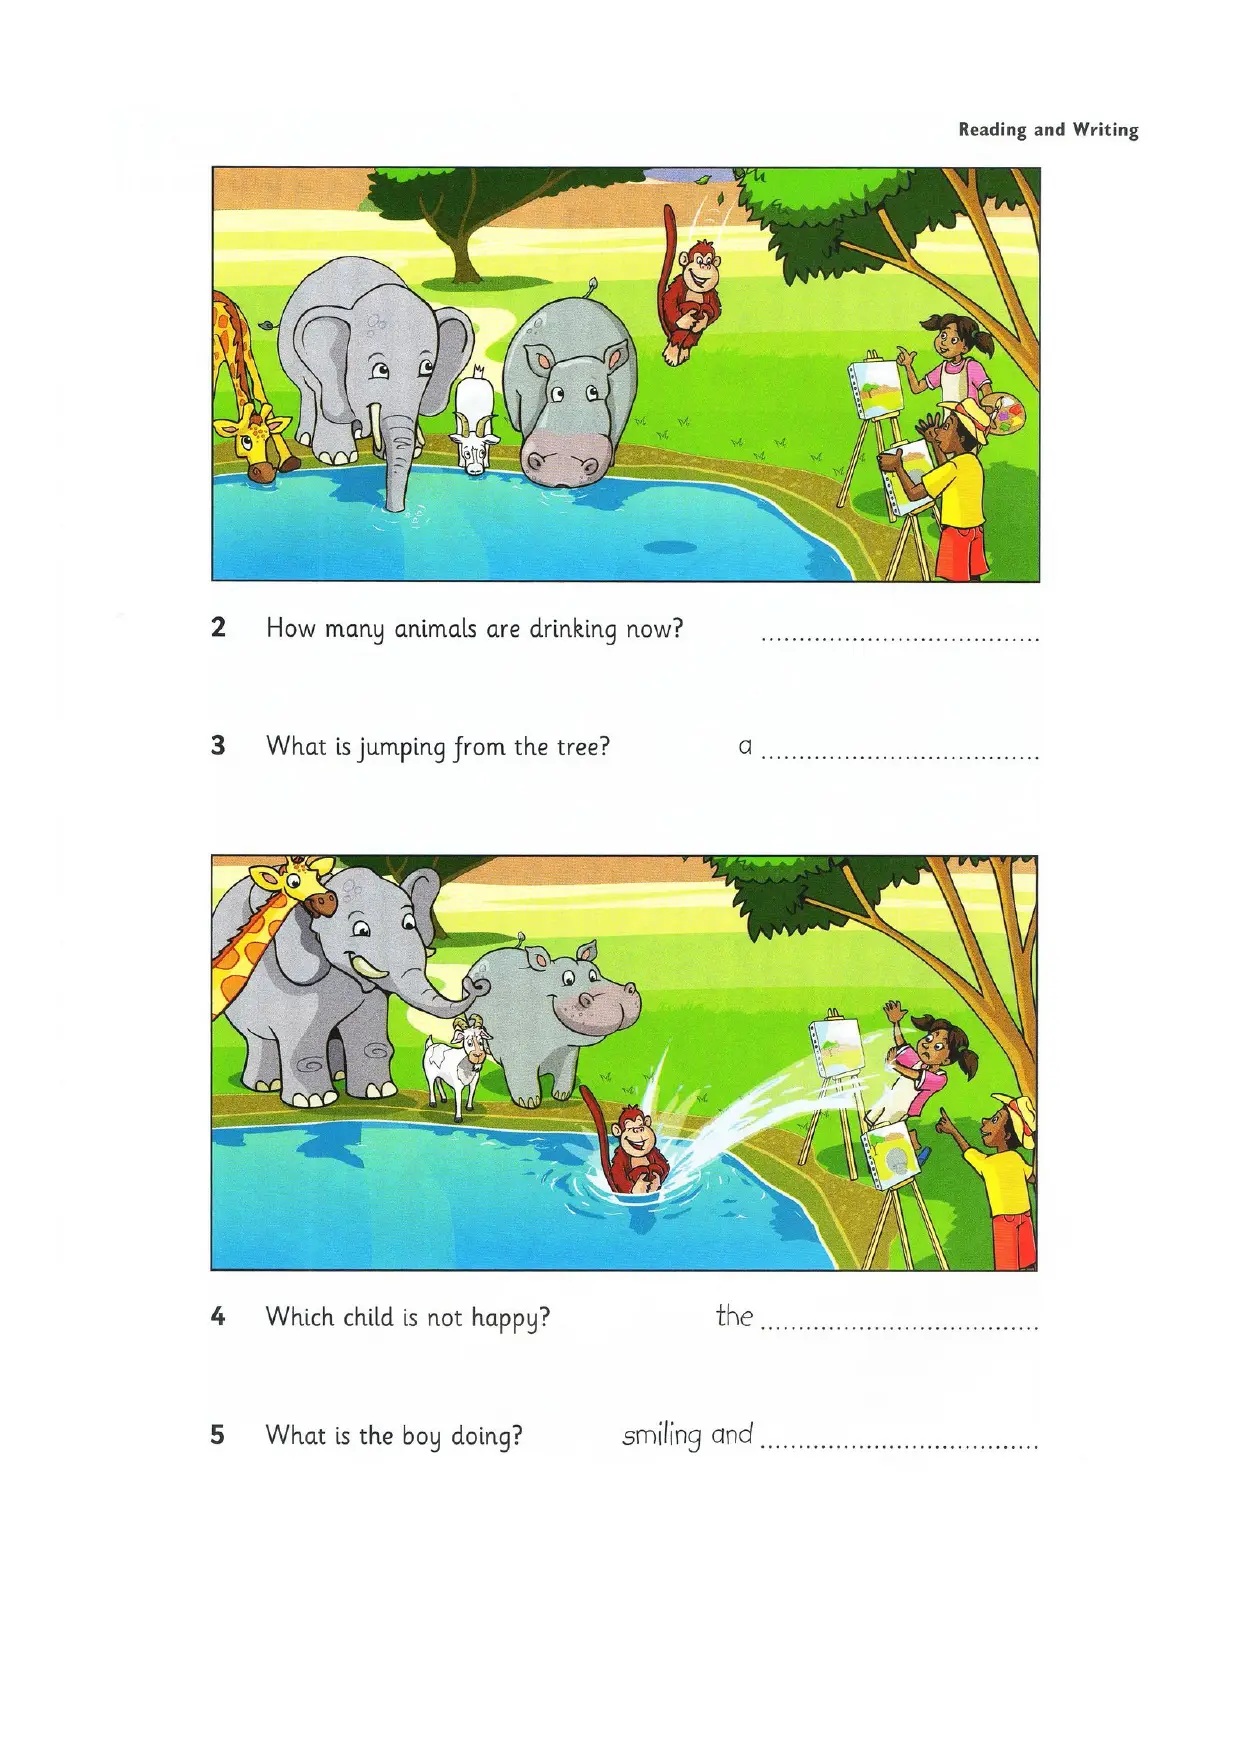 Reading and Writing
2 How many animals are drinking now? ....................................
3 What is jumping from the tree? a ....................................
4 Which child is not happy? the ....................................
5 What is the boy doing? smiling and ....................................